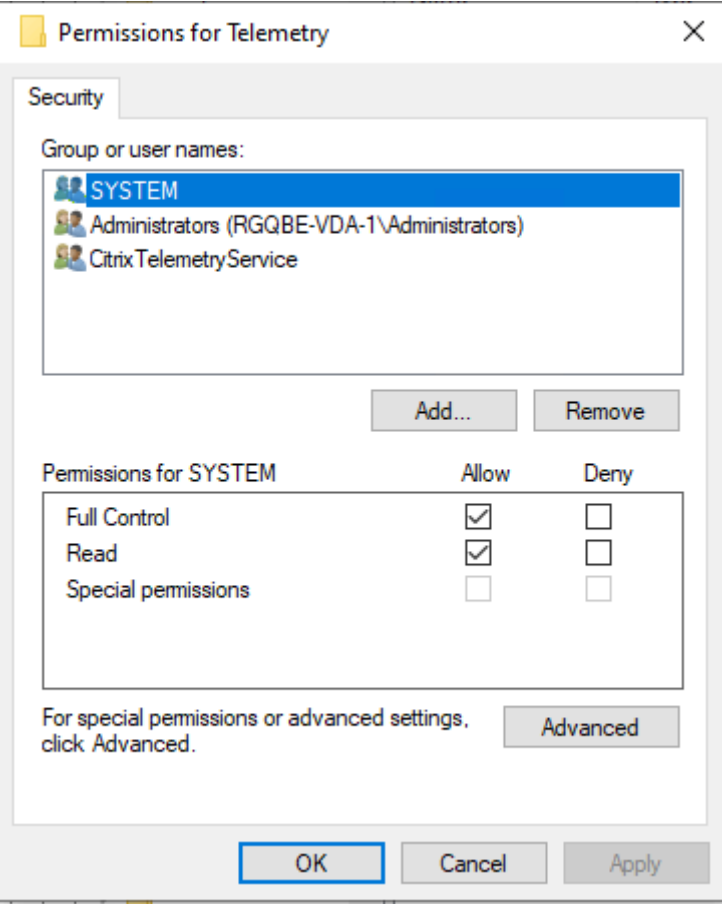 Permissions for Telemetry
Security
Group or user names:
SYSTEM
Administrators (RGQBE-VDA-1\Administrators)
CitrixTelemetryService
Add... Remove
Permissions for SYSTEM Allow Deny
Full Control
Read
Special permissions
For special permissions or advanced settings,
click Advanced.
Advanced
OK Cancel Apply